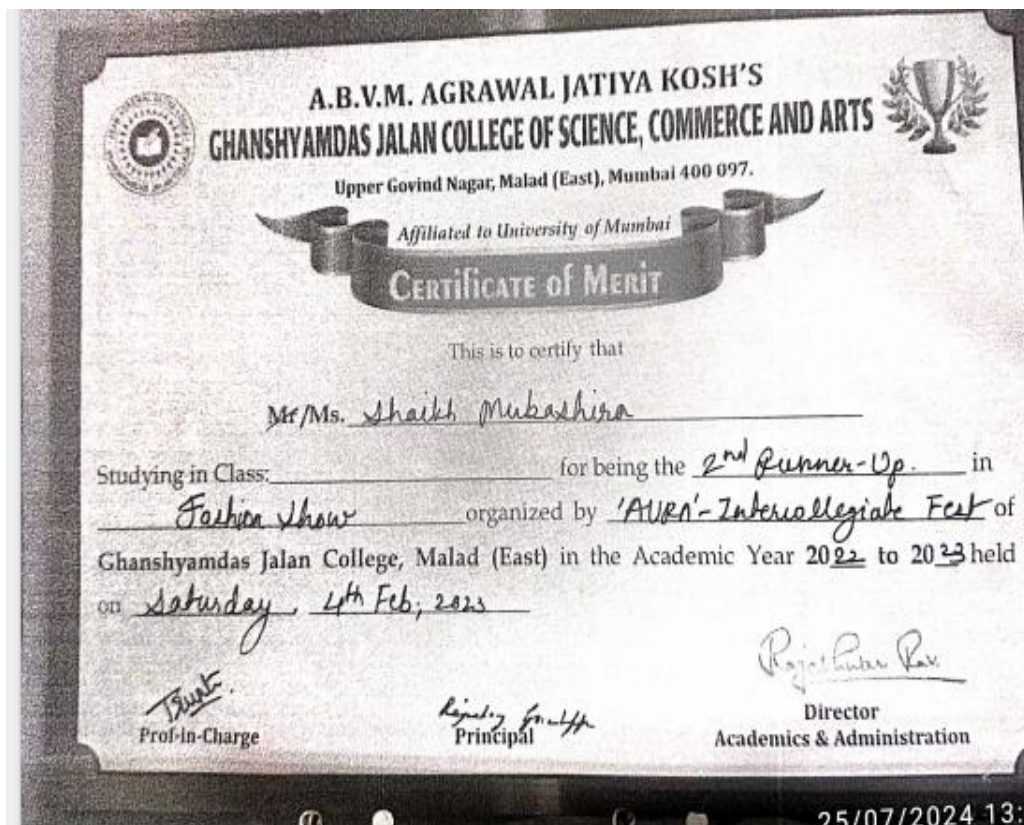 A.B.V.M. AGRAWAL JATIYA KOSH'S
GHANSHYAMDAS JALAN COLLEGE OF SCIENCE, COMMERCE AND ARTS
Upper Govind Nagar, Malad (East), Mumbai 400 097.
Affiliated to University of Mumbai
CERTIFICATE of MERIT
This is to certify that
Mr/Ms. Shaikh Mubashira
Studying in Class: for being the 2nd Runner-Up. in
Fashion Show organized by 'AURA'-Intercollegiate Fest of
Ghanshyamdas Jalan College, Malad (East) in the Academic Year 2022 to 2023 held
on Saturday, 4th Feb, 2023
Prof-in-Charge
Principal
Director
Academics & Administration
25/07/2024 13: